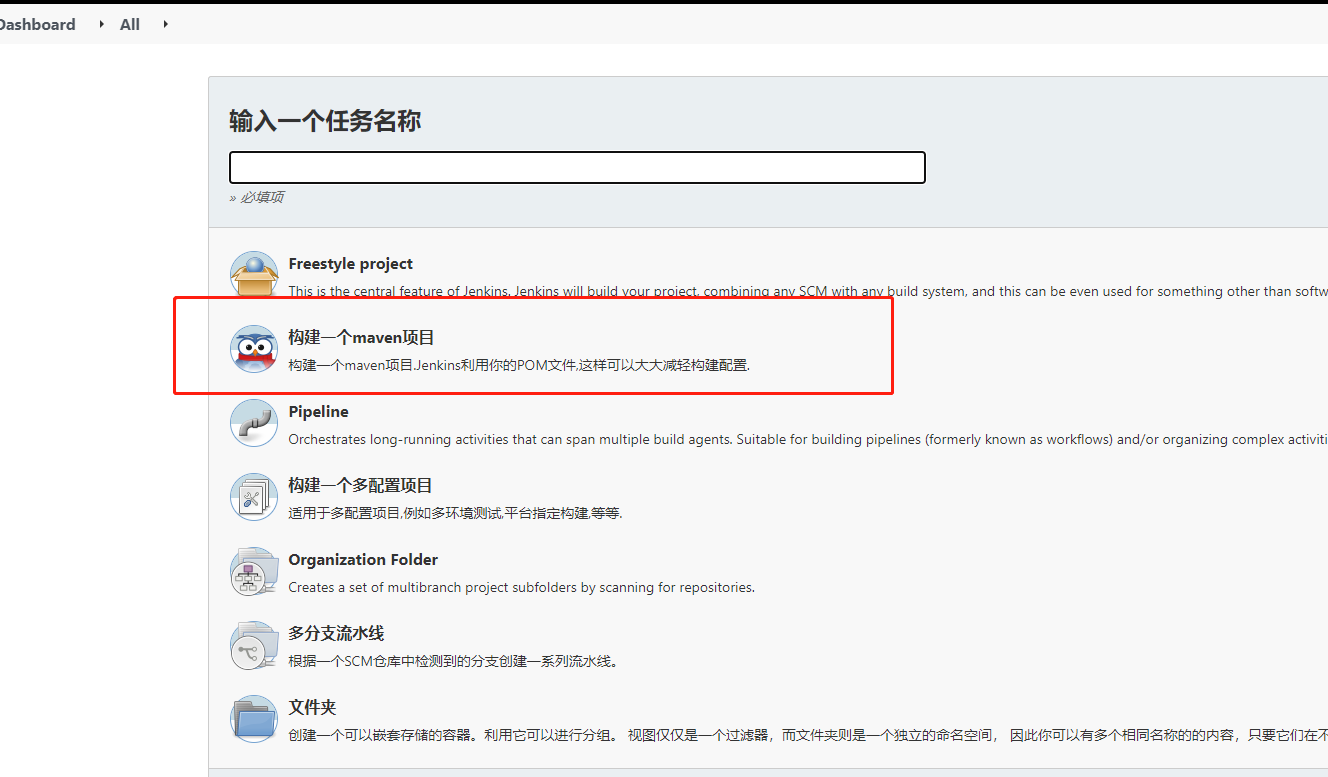 Dashboard All
输入一个任务名称
» 必填项
Freestyle project
This is the central feature of Jenkins. Jenkins will build your project, combining any SCM with any build system, and this can be even used for something other than softw
构建一个maven项目
构建一个maven项目.Jenkins利用你的POM文件,这样可以大大减轻构建配置.
Pipeline
Orchestrates long-running activities that can span multiple build agents. Suitable for building pipelines (formerly known as workflows) and/or organizing complex activiti
构建一个多配置项目
适用于多配置项目,例如多环境测试,平台指定构建,等等.
Organization Folder
Creates a set of multibranch project subfolders by scanning for repositories.
多分支流水线
根据一个SCM仓库中检测到的分支创建一系列流水线。
文件夹
创建一个可以嵌套存储的容器。利用它可以进行分组。 视图仅仅是一个过滤器，而文件夹则是一个独立的命名空间， 因此你可以有多个相同名称的的内容，只要它们在不